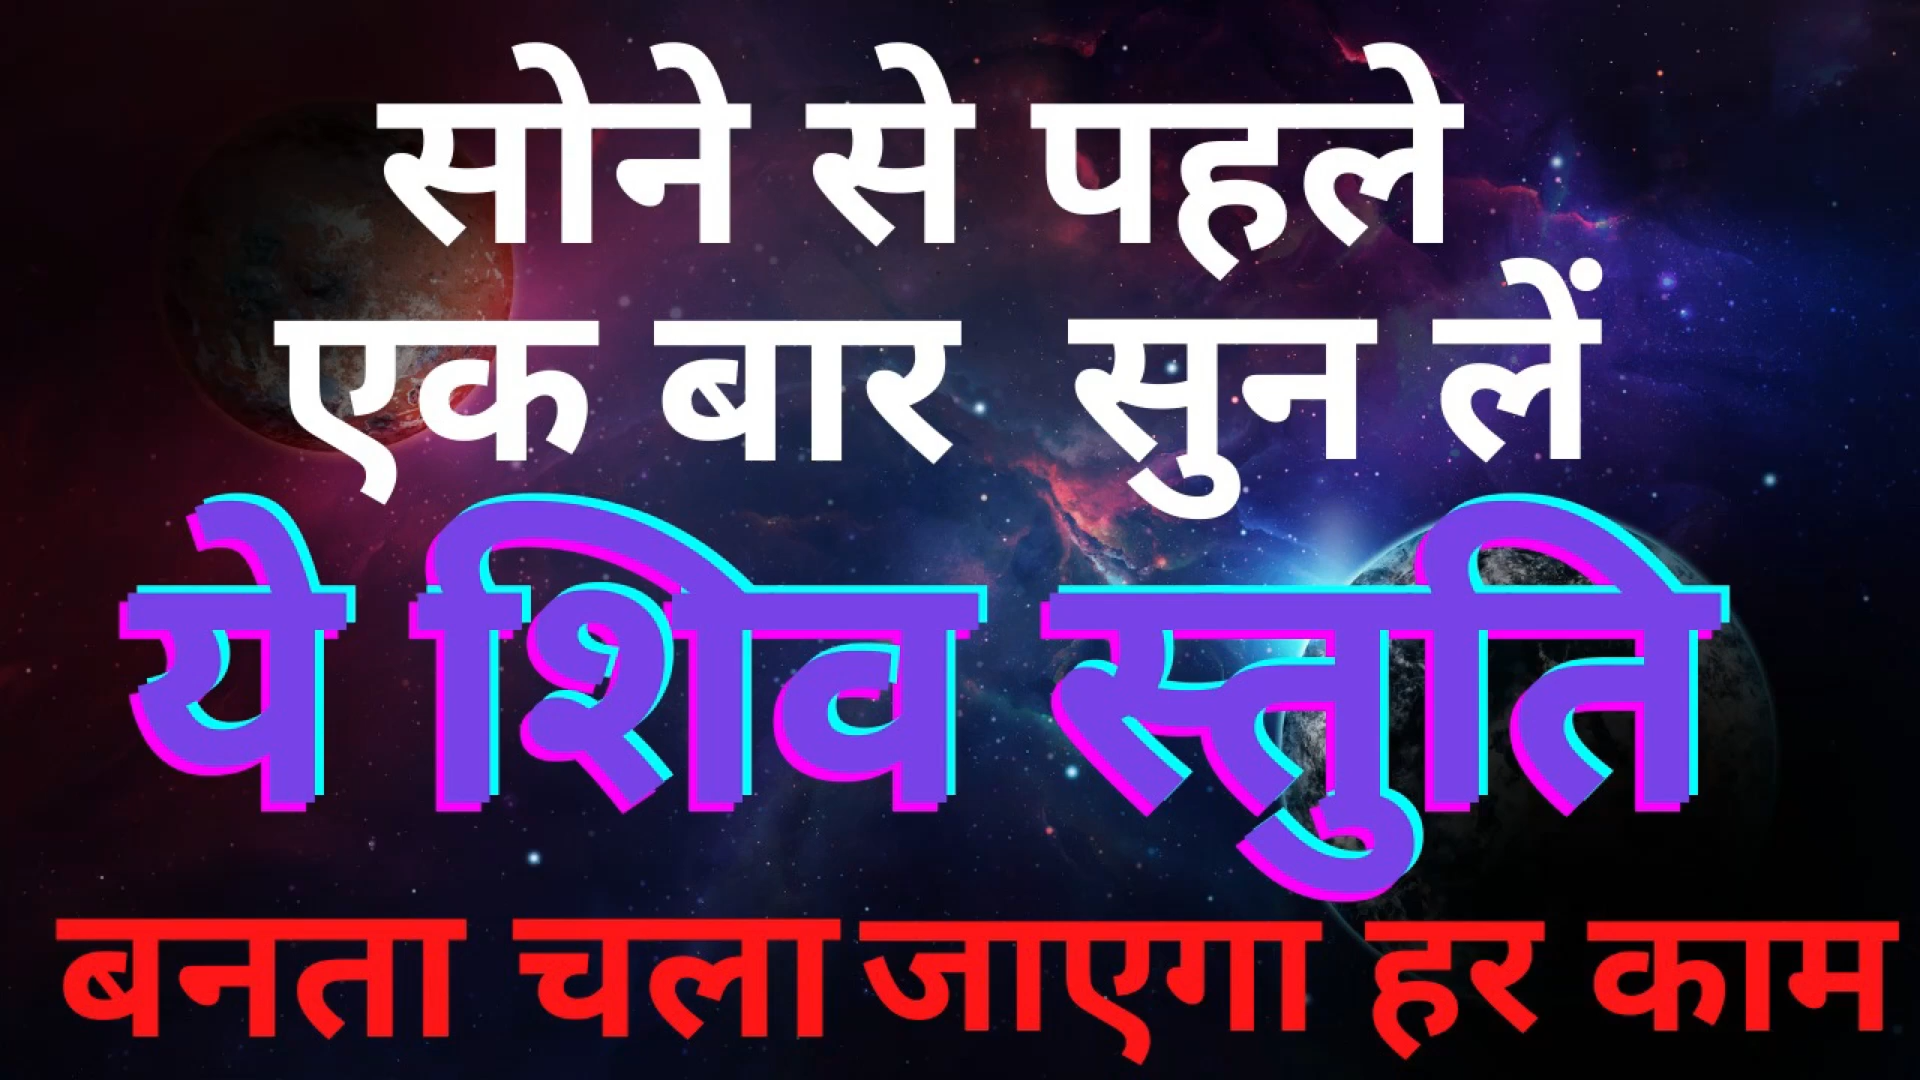 सोने से पहले
एक बार सुन लें
ये शिव स्तुति
बनता चला जाएगा हर काम